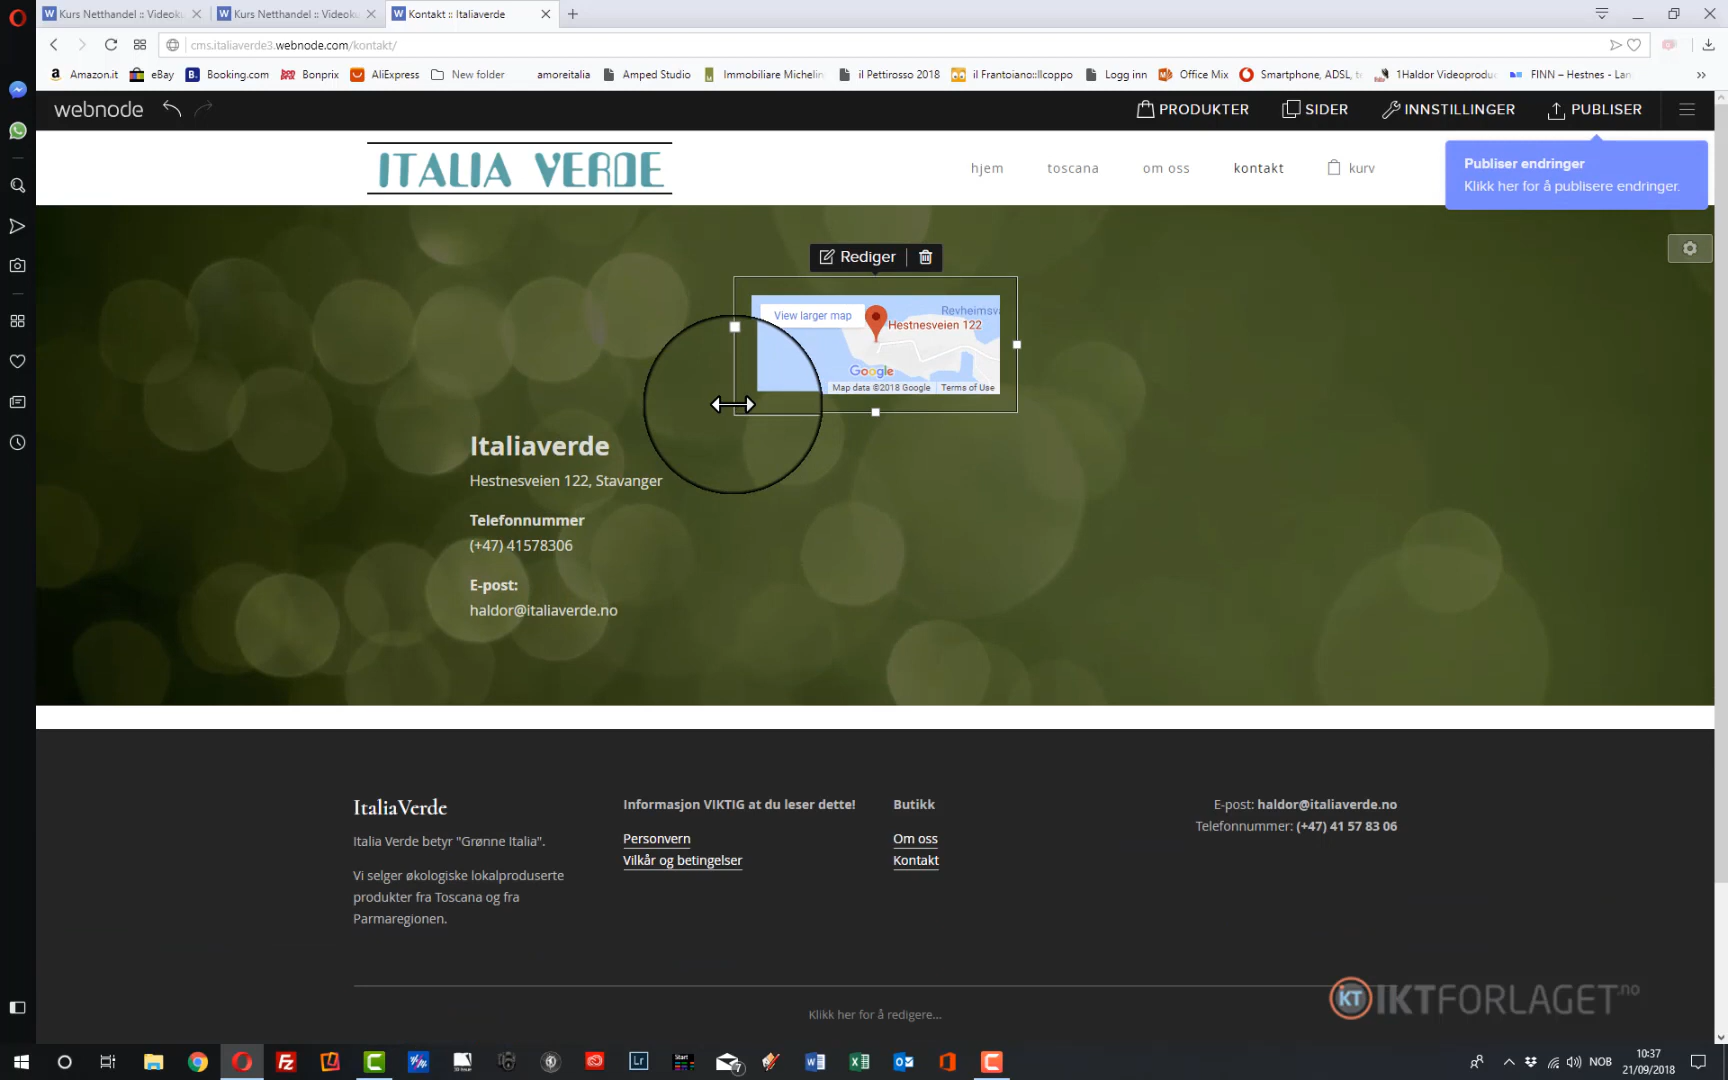 Kurs Netthandel :: Videoku
Kurs Netthandel :: Videoku
Kontakt :: Italiaverde
cms.italiaverde3.webnode.com/kontakt/
Amazon.it
eBay
Booking.com
Bonprix
AliExpress
New folder
amoreitalia
Amped Studio
Immobiliare Michelin
il Pettirosso 2018
il Frantoiano::Ilcoppo
Logg inn
Office Mix
Smartphone, ADSL, t
1Haldor Videoproduc
FINN – Hestnes - Lan
webnode
PRODUKTER
SIDER
INNSTILLINGER
PUBLISER
Publiser endringer
Klikk her for å publisere endringer.
ITALIA VERDE
hjem
toscana
om oss
kontakt
kurv
Rediger
View larger map
Revheimsv
Hestnesveien 122
Google
Map data ©2018 Google
Terms of Use
Italiaverde
Hestnesveien 122, Stavanger
Telefonnummer
(+47) 41578306
E-post:
haldor@italiaverde.no
ItaliaVerde
Italia Verde betyr "Grønne Italia".
Vi selger økologiske lokalproduserte
produkter fra Toscana og fra
Parmaregionen.
Informasjon VIKTIG at du leser dette!
Personvern
Vilkår og betingelser
Butikk
Om oss
Kontakt
E-post: haldor@italiaverde.no
Telefonnummer: (+47) 41 57 83 06
Klikk her for å redigere...
KT IKTFORLAGET.no
NOB
10:37
21/09/2018